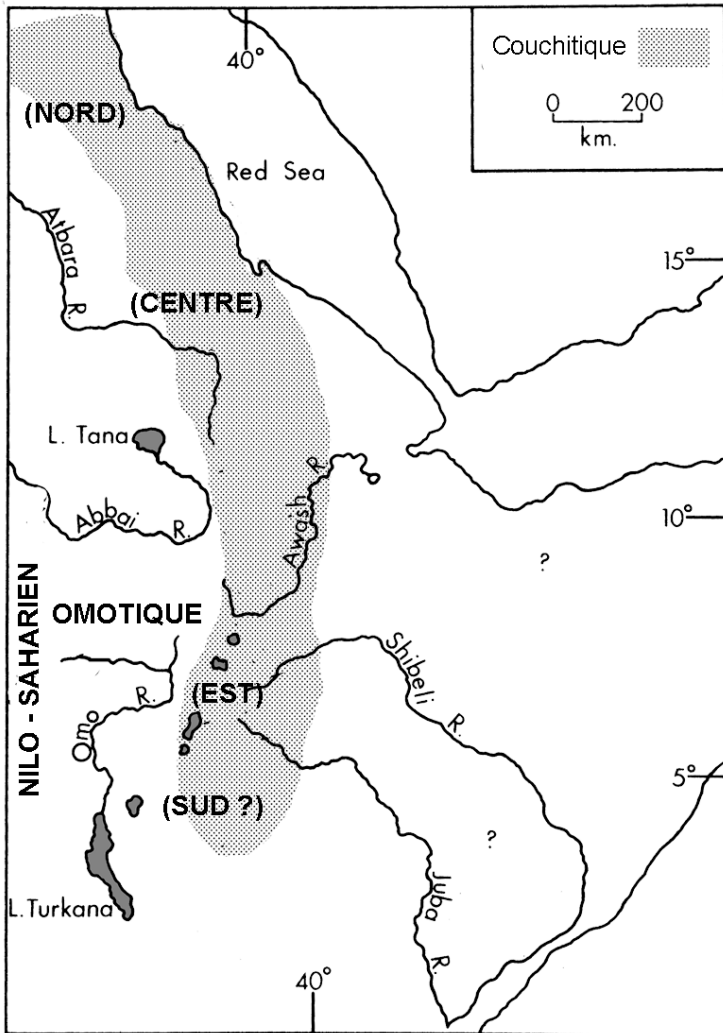 40°
Couchitique
0 200
km.
(NORD)
Red Sea
Atbara R.
15°
(CENTRE)
L. Tana
Abbai R.
Awash R.
10°
?
NILO - SAHARIEN
OMOTIQUE
Shibeli R.
(EST)
Omo R.
5°
(SUD ?)
?
Juba R.
L.Turkana
40°